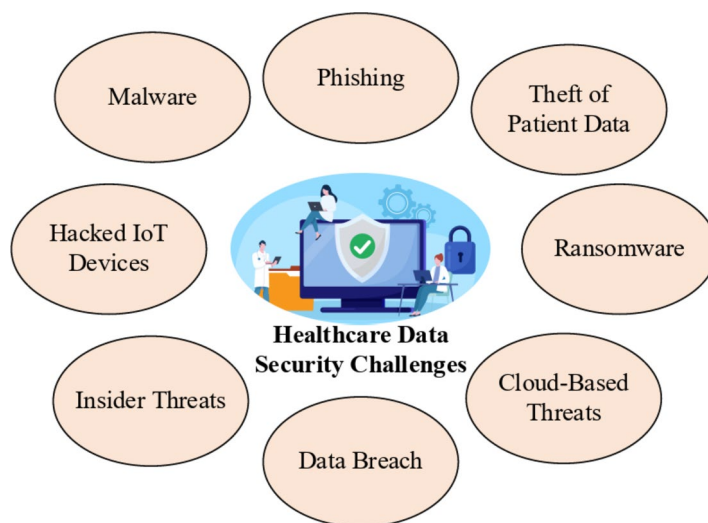 Phishing
Malware
Theft of
Patient Data
Hacked IoT
Devices
Ransomware
Healthcare Data
Security Challenges
Insider Threats
Cloud-Based
Threats
Data Breach